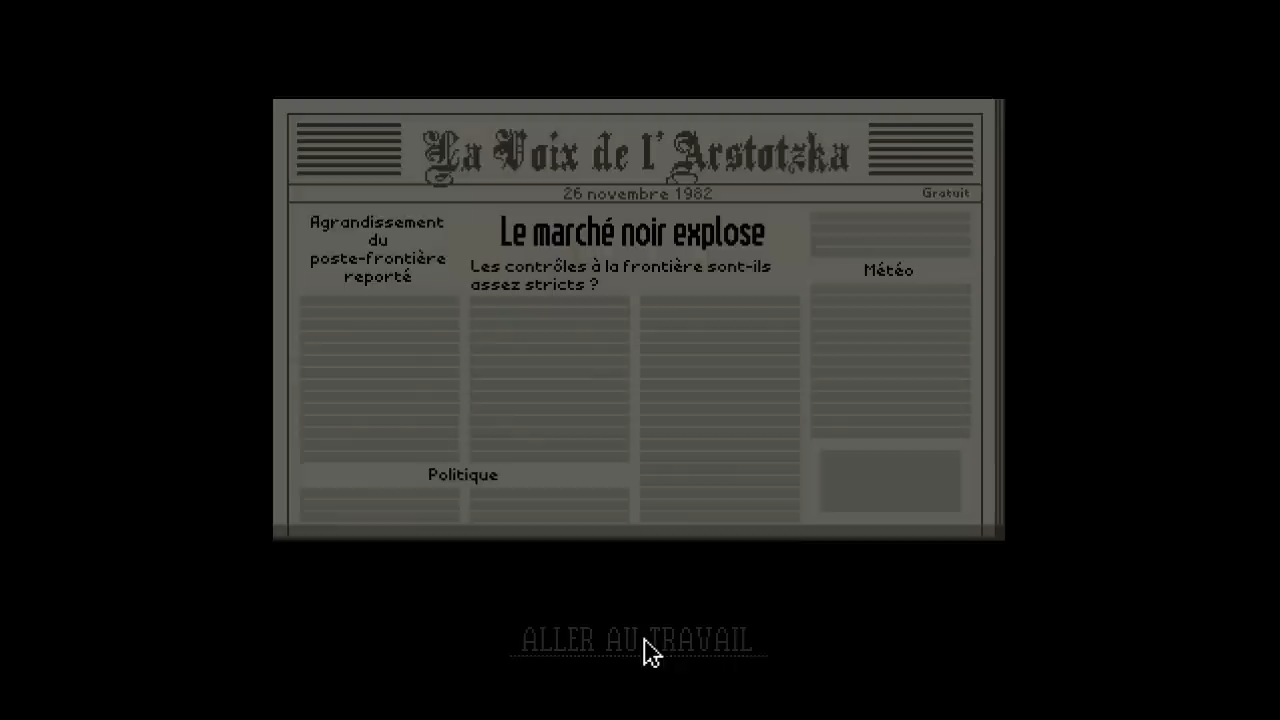 La Voix de l'Arstotzka
26 novembre 1982
Gratuit
Agrandissement
du
poste-frontière
reporté
Le marché noir explose
Les contrôles à la frontière sont-ils
assez stricts ?
Météo
Politique
ALLER AU TRAVAIL